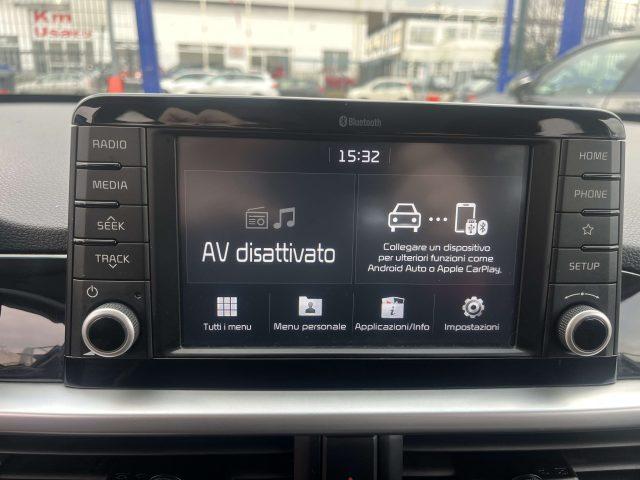 Km
Usaky
Bluetooth
RADIO
MEDIA
SEEK
TRACK
HOME
PHONE
SETUP
15:32
AV disattivato
Collegare un dispositivo
per ulteriori funzioni come
Android Auto o Apple CarPlay.
Tutti i menu
Menu personale
Applicazioni/Info
Impostazioni